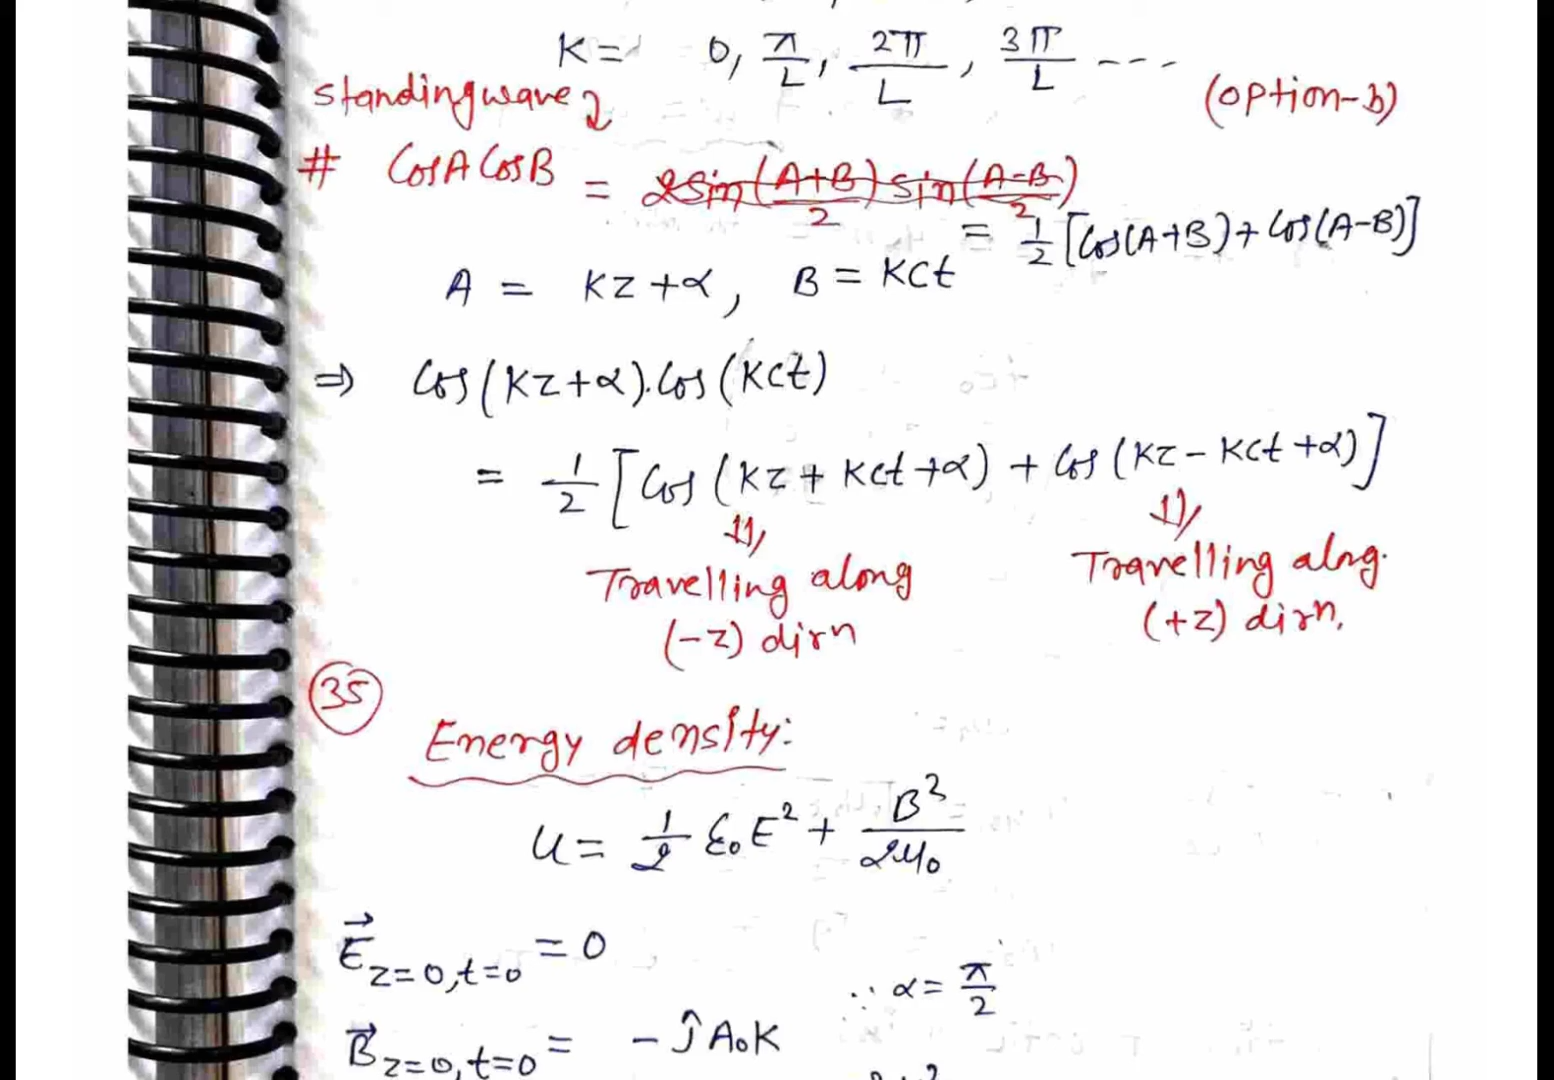 K = 0, π/L, 2π/L, 3π/L ---
standing wave (option-b)
# CosA CosB = 2Sin(A+B)/2 sin(A-B)/2
= 1/2 [Cos(A+B) + Cos(A-B)]
A = Kz+α, B = Kct
⇒ Cos(Kz+α).Cos(Kct)
= 1/2 [Cos(Kz + Kct +α) + Cos(Kz - Kct +α)]
⇓ ⇓
Travelling along Travelling alng.
(-z) dirn (+z) dirn.
35
Energy density:
U = 1/2 ε₀E² + B²/2μ₀
E⃗ z=0,t=0 = 0 ∵ α = π/2
B⃗ z=0,t=0 = - ĵ A₀K